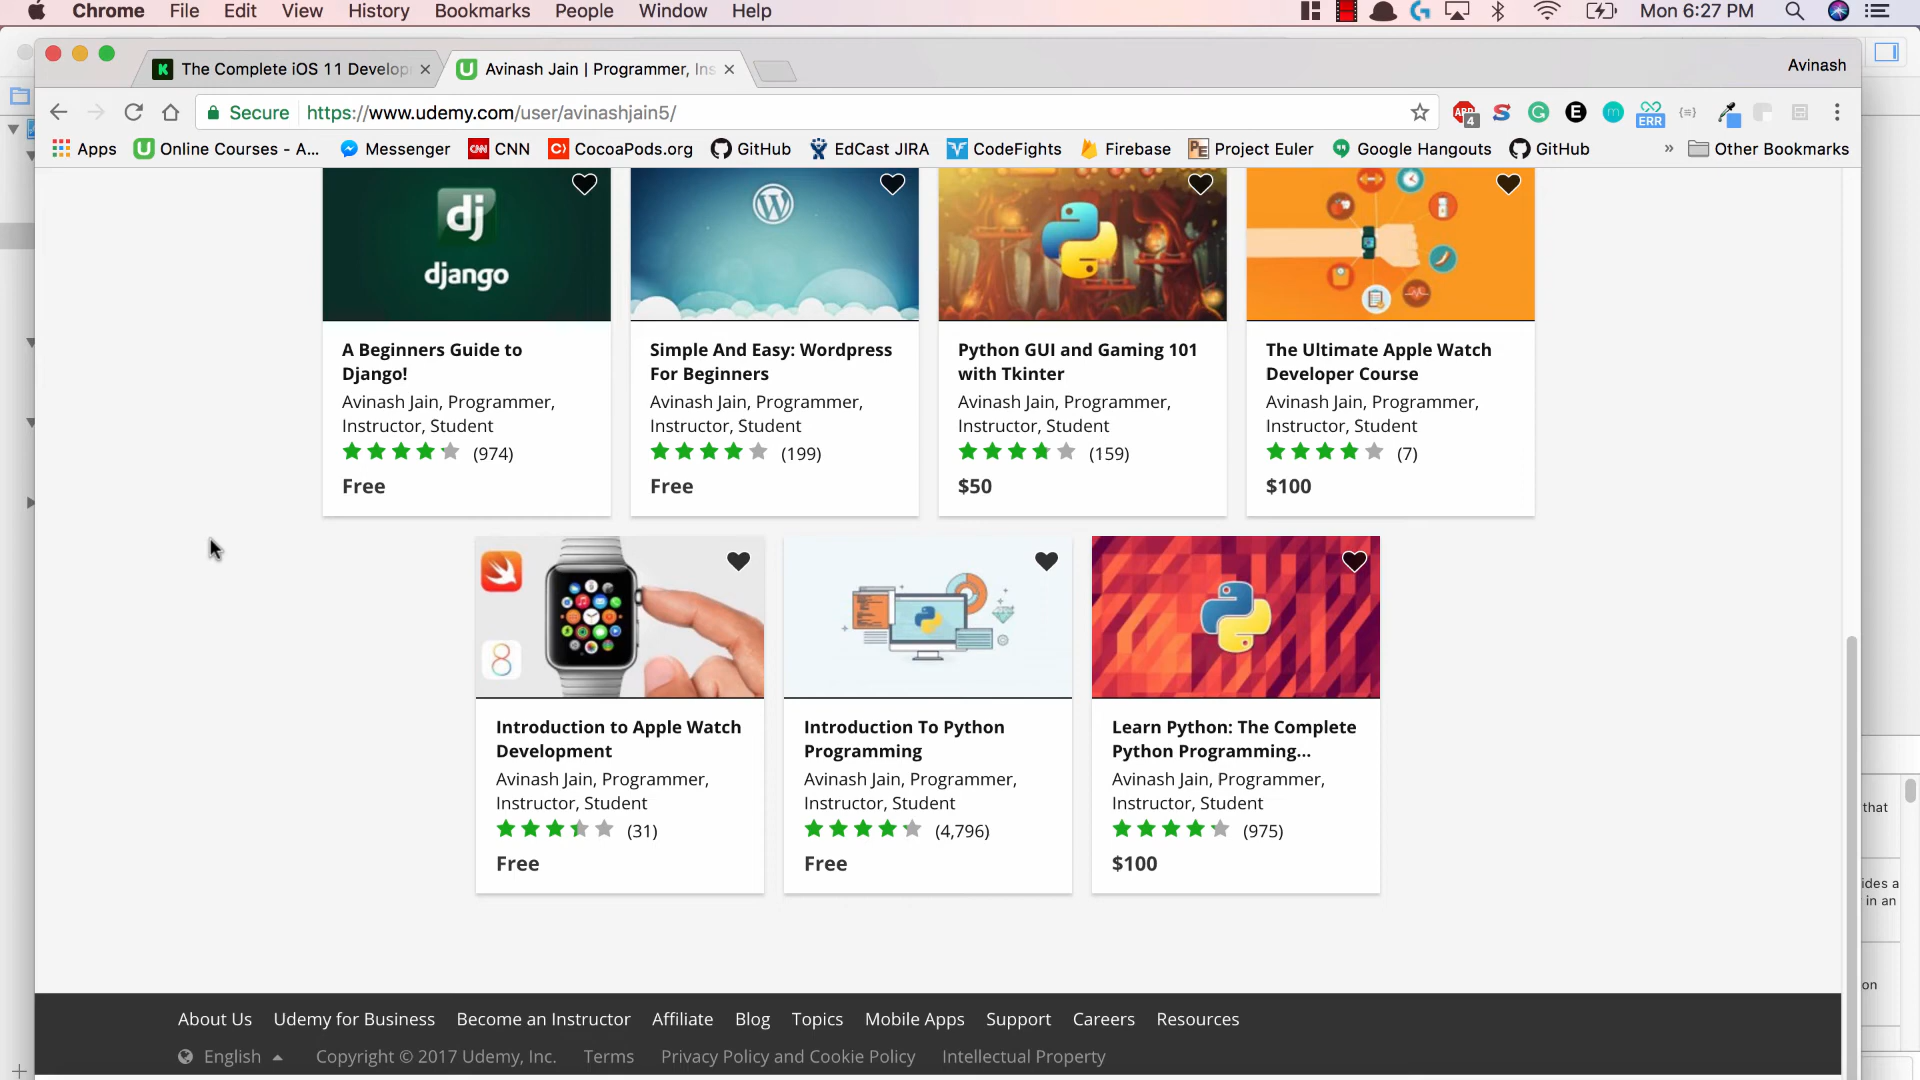 Chrome File Edit View History Bookmarks People Window Help Mon 6:27 PM
The Complete iOS 11 Develop Avinash Jain | Programmer, Ins Avinash
Secure https://www.udemy.com/user/avinashjain5/ 4 ERR
Apps Online Courses - A... Messenger CNN CocoaPods.org GitHub EdCast JIRA CodeFights Firebase Project Euler Google Hangouts GitHub » Other Bookmarks
dj
django
A Beginners Guide to
Django!
Avinash Jain, Programmer,
Instructor, Student
(974)
Free
Simple And Easy: Wordpress
For Beginners
Avinash Jain, Programmer,
Instructor, Student
(199)
Free
Python GUI and Gaming 101
with Tkinter
Avinash Jain, Programmer,
Instructor, Student
(159)
$50
The Ultimate Apple Watch
Developer Course
Avinash Jain, Programmer,
Instructor, Student
(7)
$100
8
Introduction to Apple Watch
Development
Avinash Jain, Programmer,
Instructor, Student
(31)
Free
Introduction To Python
Programming
Avinash Jain, Programmer,
Instructor, Student
(4,796)
Free
Learn Python: The Complete
Python Programming...
Avinash Jain, Programmer,
Instructor, Student
(975)
$100
that
ides a
in an
on
About Us Udemy for Business Become an Instructor Affiliate Blog Topics Mobile Apps Support Careers Resources
English Copyright © 2017 Udemy, Inc. Terms Privacy Policy and Cookie Policy Intellectual Property